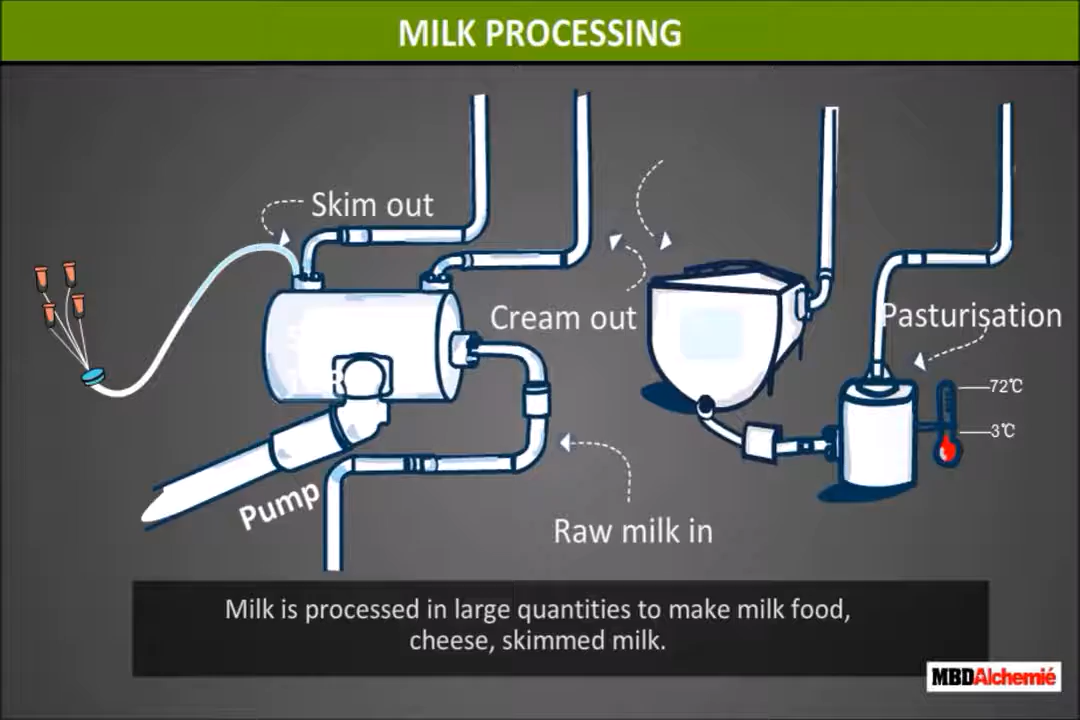 MILK PROCESSING
Skim out
Cream out
Pasturisation
72℃
3℃
Pump
Raw milk in
Milk is processed in large quantities to make milk food,
cheese, skimmed milk.
MBDAlchemié